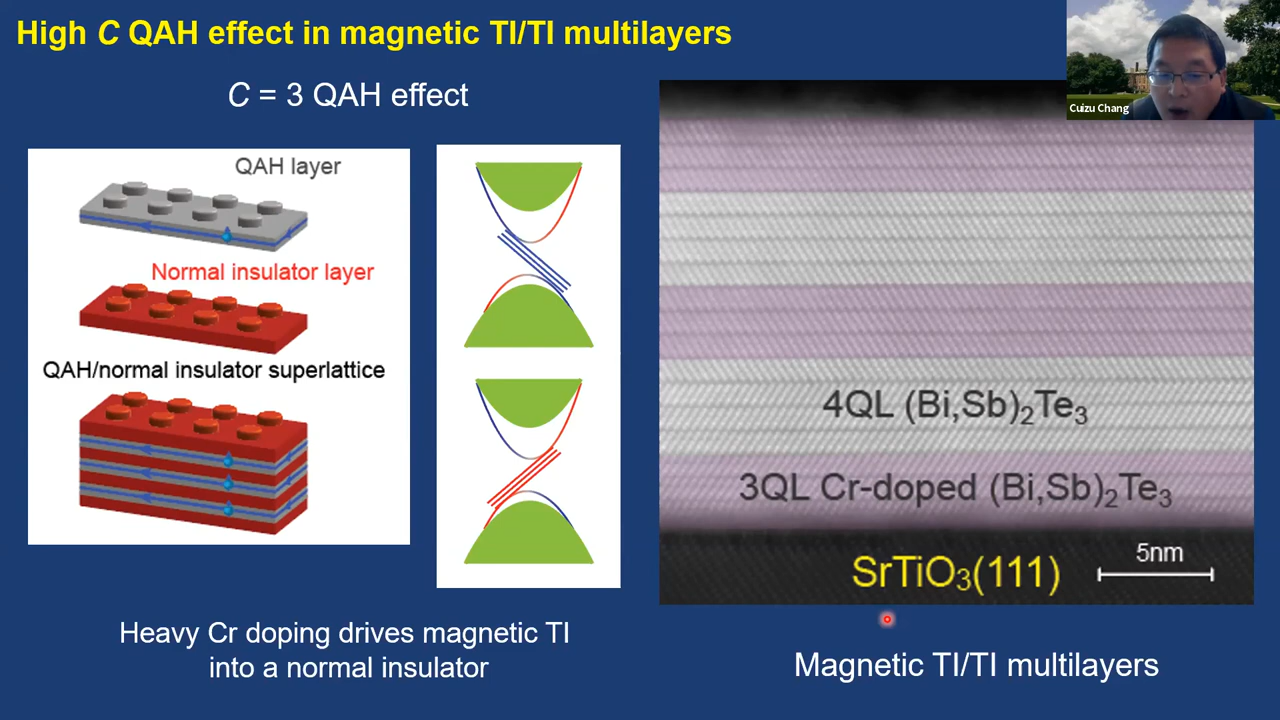 High C QAH effect in magnetic TI/TI multilayers
Cuizu Chang
C = 3 QAH effect
QAH layer
Normal insulator layer
QAH/normal insulator superlattice
Heavy Cr doping drives magnetic TI
into a normal insulator
4QL (Bi,Sb)₂Te₃
3QL Cr-doped (Bi,Sb)₂Te₃
SrTiO₃(111)
5nm
Magnetic TI/TI multilayers